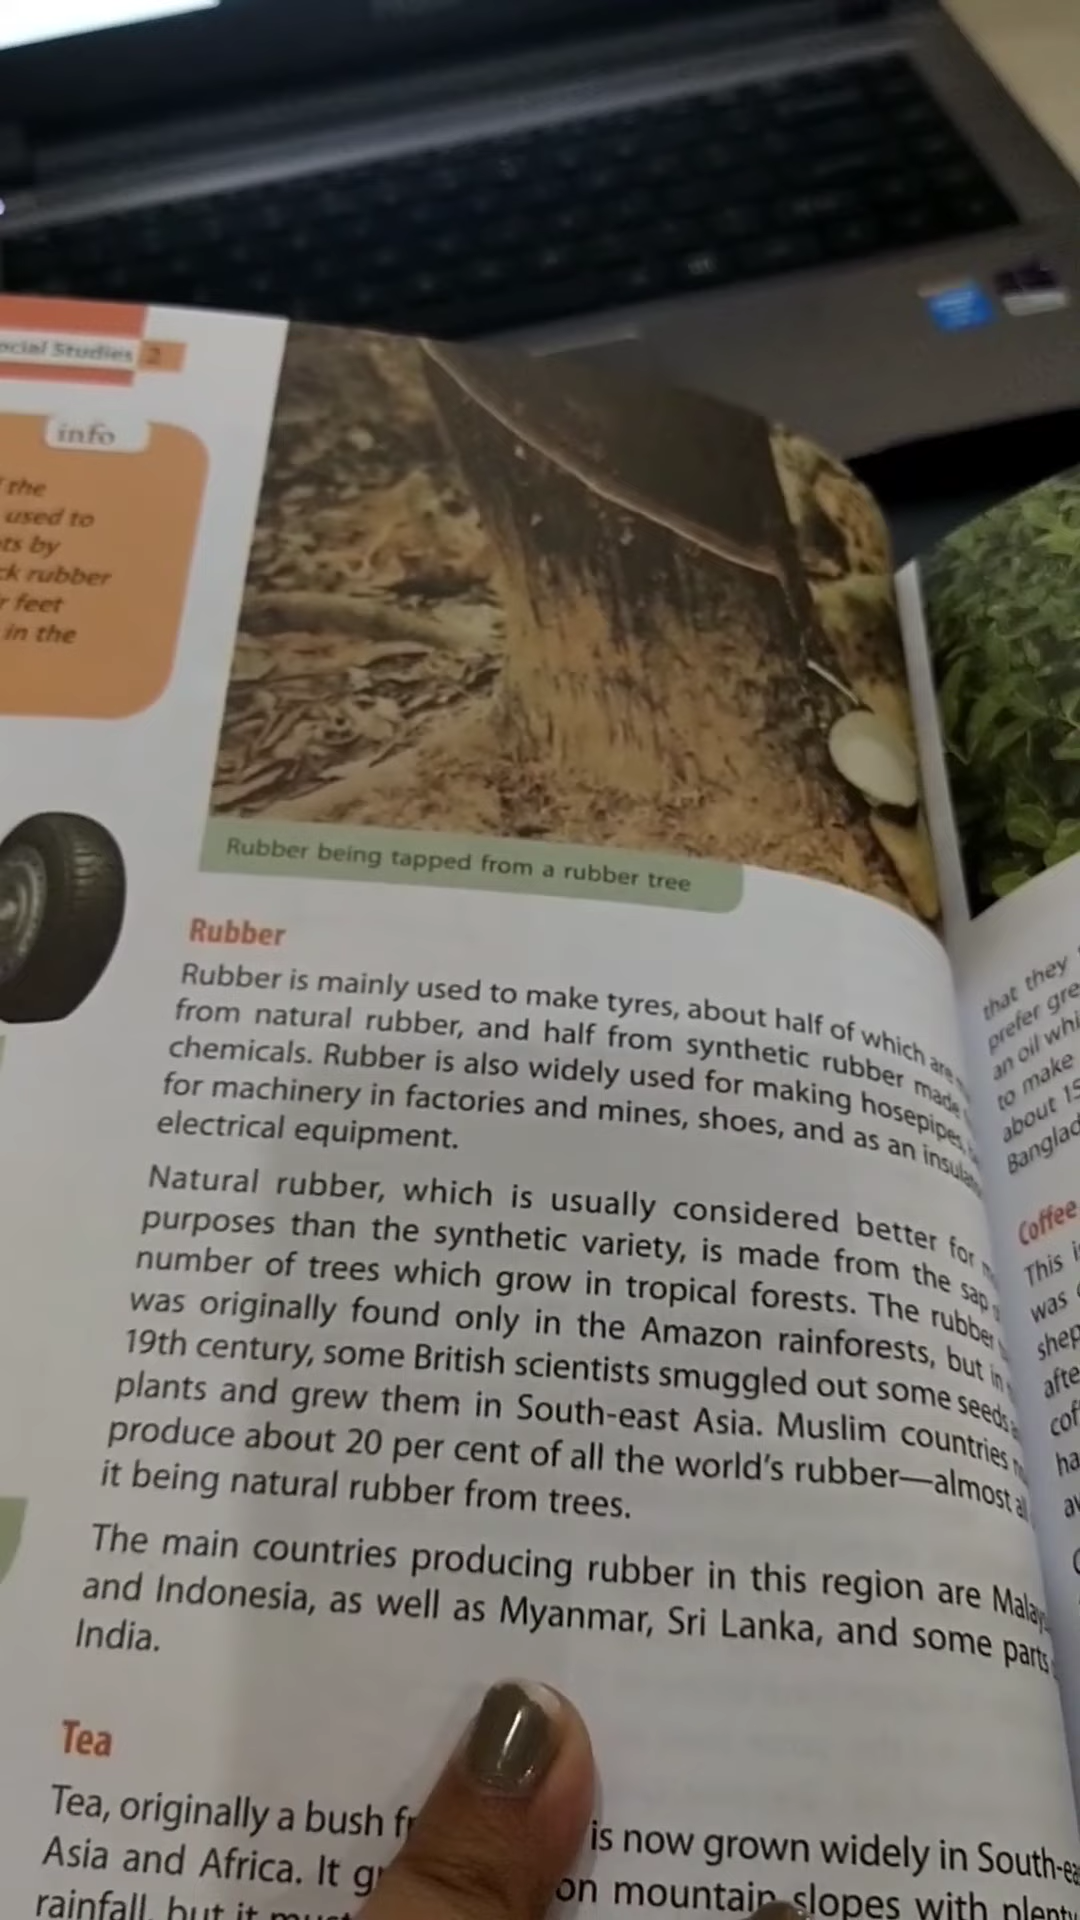 ocial Studies 2
info
the
used to
ts by
ck rubber
r feet
in the
Rubber being tapped from a rubber tree
Rubber
Rubber is mainly used to make tyres, about half of which are
from natural rubber, and half from synthetic rubber made
chemicals. Rubber is also widely used for making hosepipes,
for machinery in factories and mines, shoes, and as an
electrical equipment.
Natural rubber, which is usually considered better for
purposes than the synthetic variety, is made from the sap
number of trees which grow in tropical forests. The rubber
was originally found only in the Amazon rainforests, but in
19th century, some British scientists smuggled out some seeds
plants and grew them in South-east Asia. Muslim countries
produce about 20 per cent of all the world's rubber—almost
it being natural rubber from trees.
The main countries producing rubber in this region are
and Indonesia, as well as Myanmar, Sri Lanka, and some parts
India.
Tea
Tea, originally a bush is now grown widely in
Asia and Africa. It on mountain slopes with
rainfall, but it
that they
prefer
an oil
to make
about
Coffee
This
was